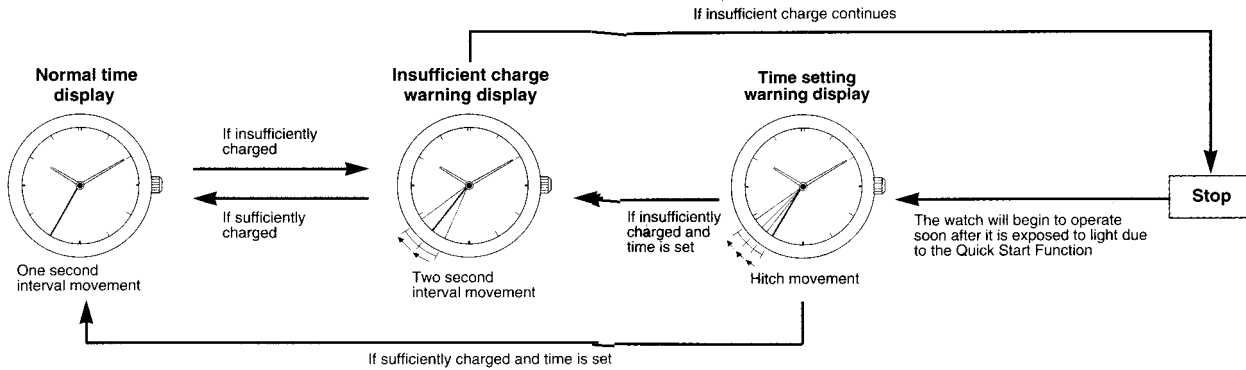 If insufficient charge continues
Normal time
display
Insufficient charge
warning display
Time setting
warning display
If insufficiently
charged
If sufficiently
charged
If insufficiently
charged and
time is set
Stop
The watch will begin to operate
soon after it is exposed to light due
to the Quick Start Function
One second
interval movement
Two second
interval movement
Hitch movement
If sufficiently charged and time is set